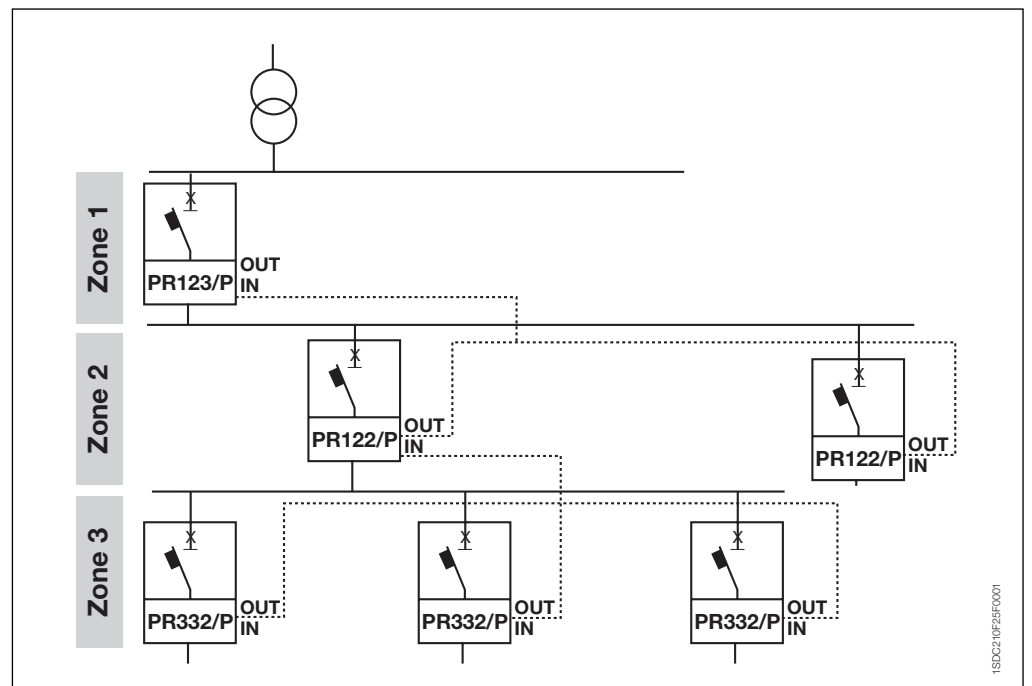 Zone 1
PR123/P
OUT
IN
Zone 2
PR122/P
OUT
IN
PR122/P
OUT
IN
Zone 3
PR332/P
OUT
IN
PR332/P
OUT
IN
PR332/P
OUT
IN
1SDC210F25F0001